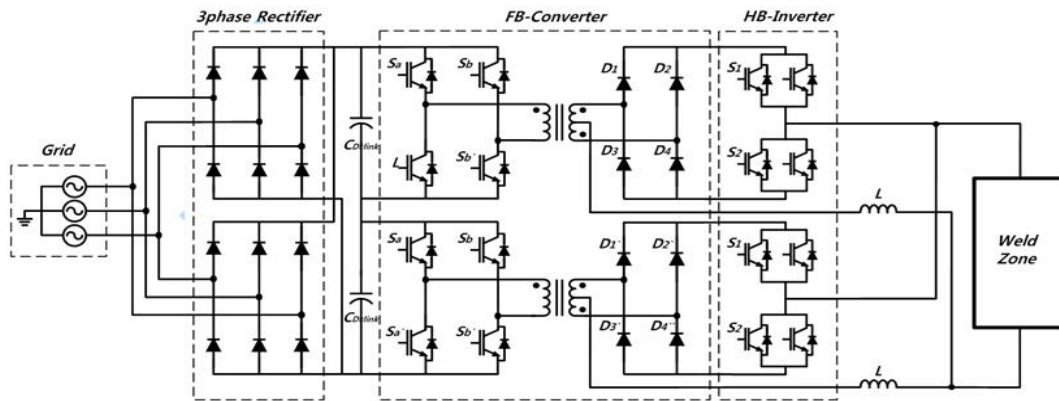 3phase Rectifier
FB-Converter
HB-Inverter
Grid
Sa
Sb
D1
D2
S1
CDclink
L
Sb`
D3
D4
S2
L
Sa
Sb
D1`
D2`
S1
Weld
Zone
CDclink
Sa`
Sb`
D3`
D4`
S2
L